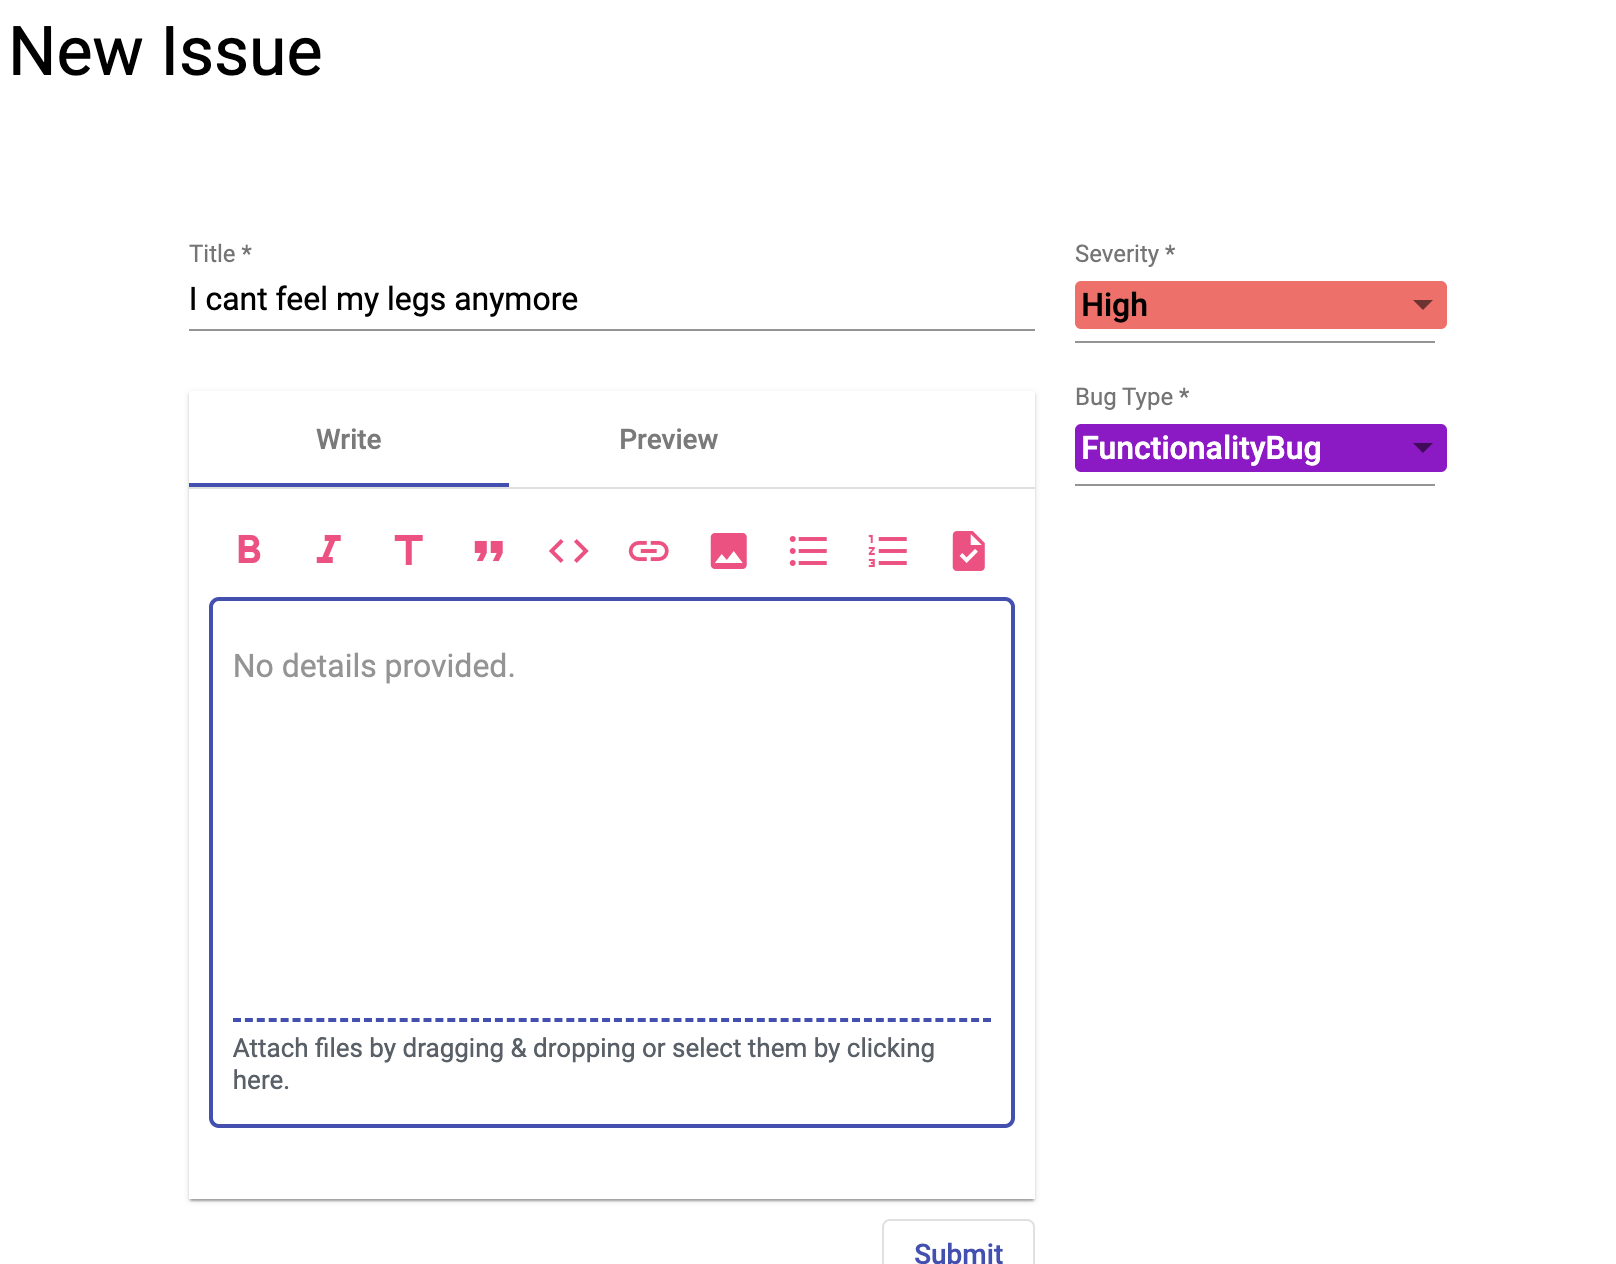 New Issue
Title *
I cant feel my legs anymore
Severity *
High
Bug Type *
FunctionalityBug
Write
Preview
No details provided.
Attach files by dragging & dropping or select them by clicking
here.
Submit